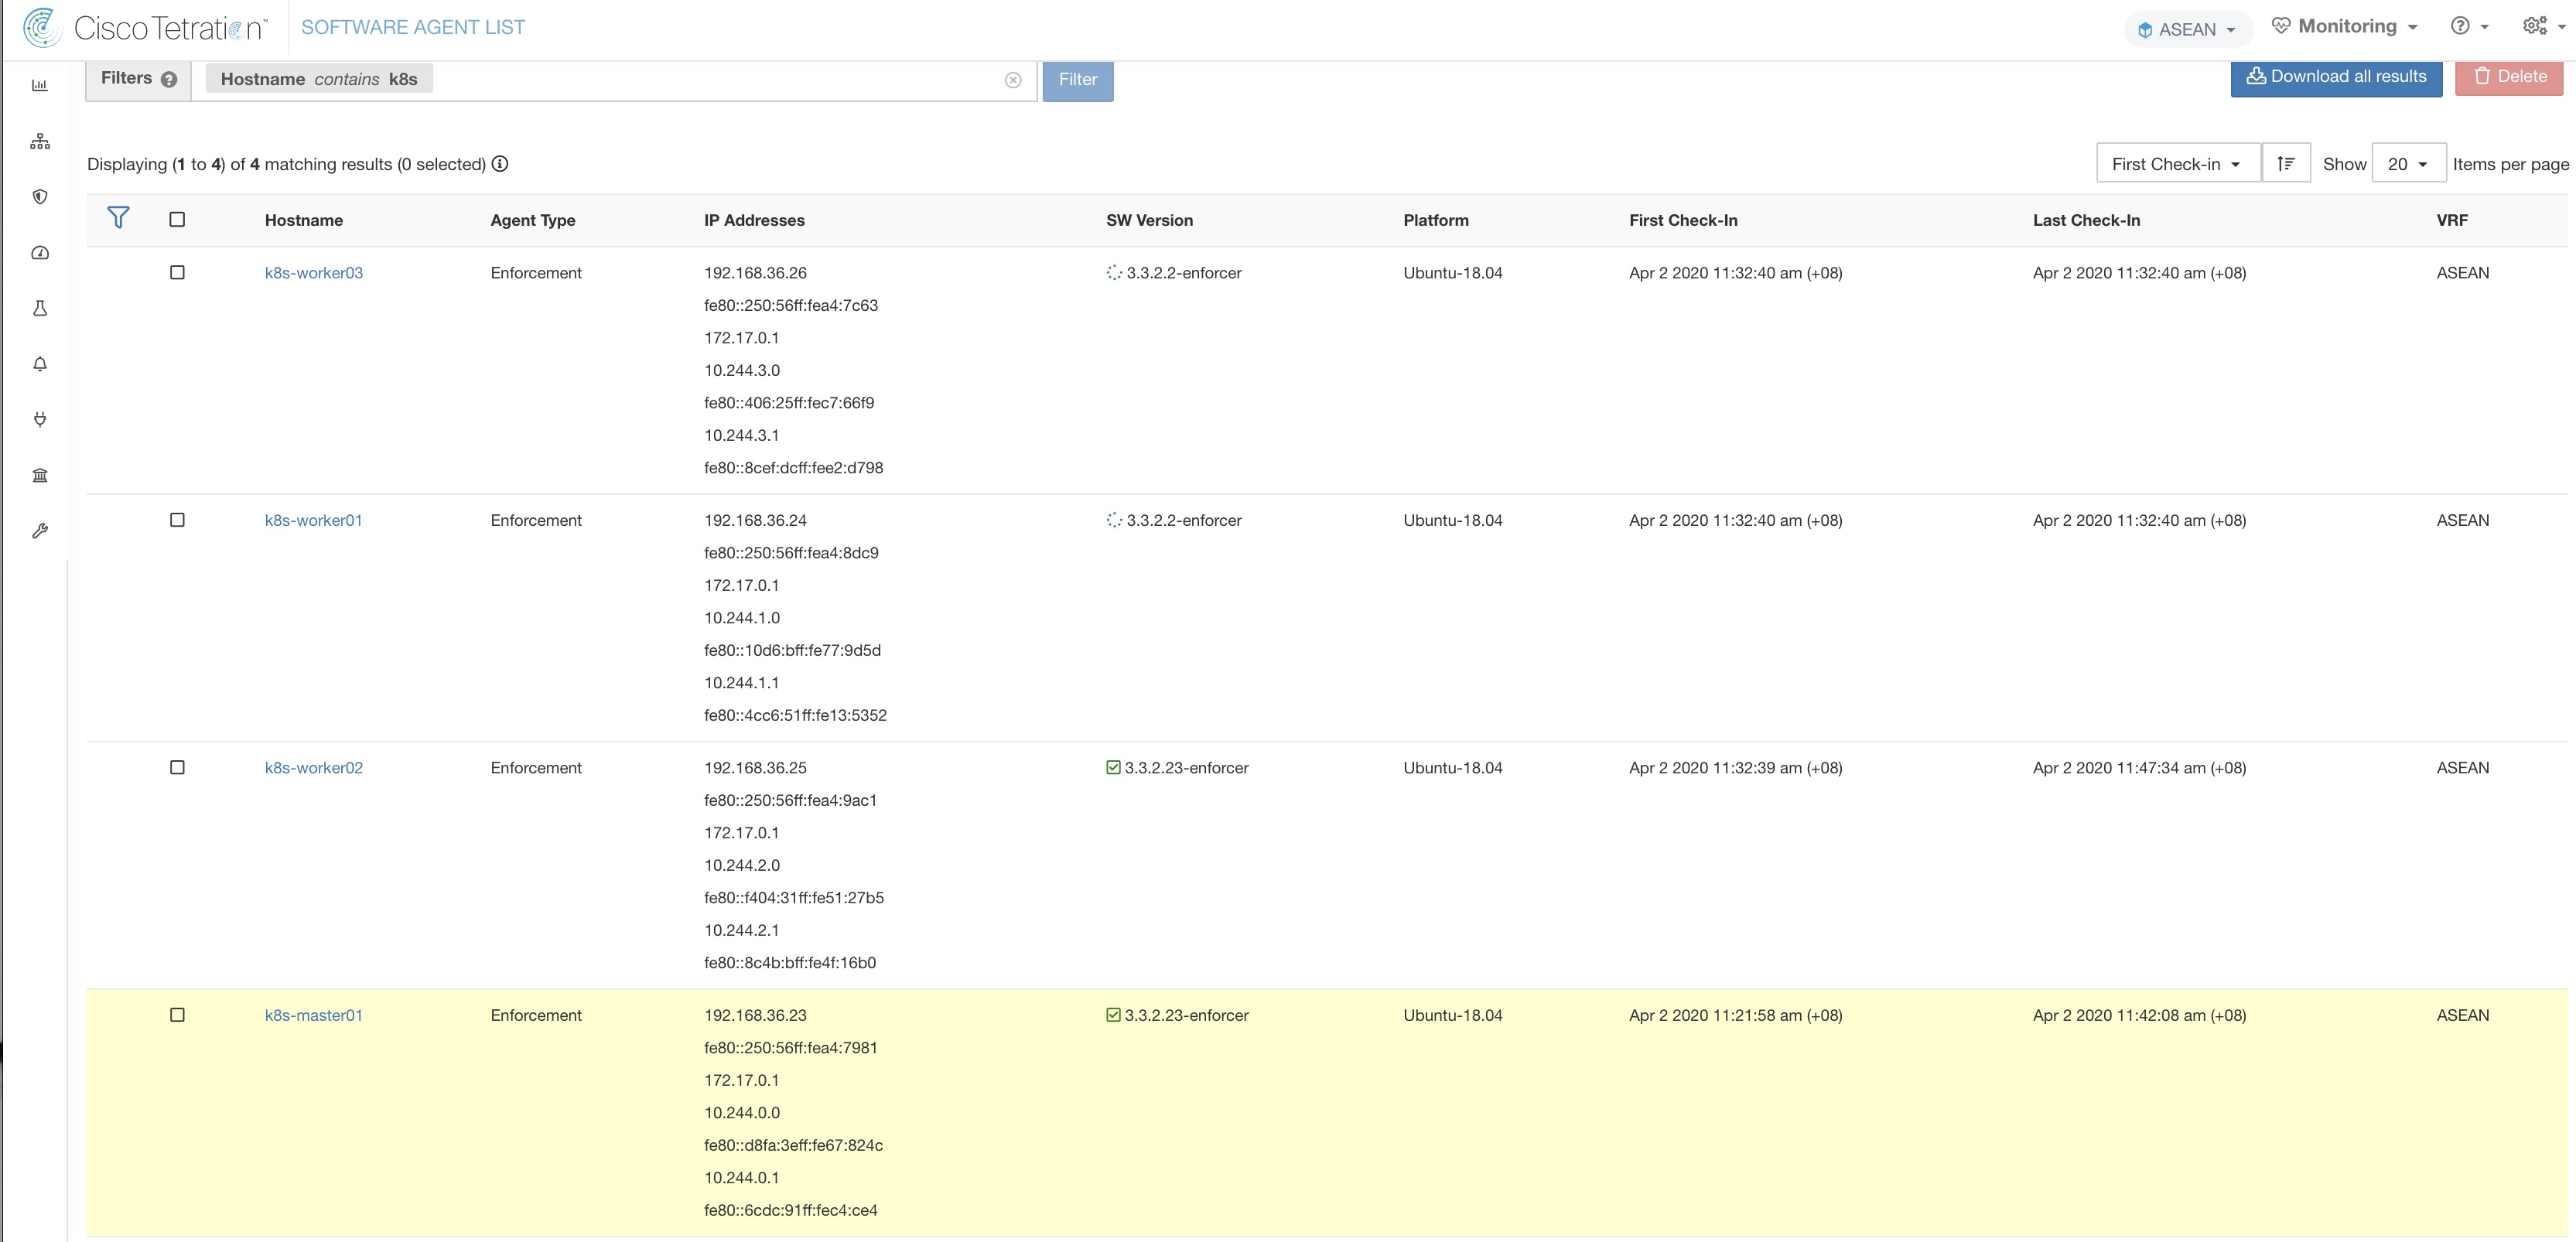 Cisco Tetration™ SOFTWARE AGENT LIST ASEAN Monitoring
Filters Hostname contains k8s Filter Download all results Delete
Displaying (1 to 4) of 4 matching results (0 selected) First Check-in Show 20 Items per page
Hostname Agent Type IP Addresses SW Version Platform First Check-In Last Check-In VRF
k8s-worker03 Enforcement 192.168.36.26 3.3.2.2-enforcer Ubuntu-18.04 Apr 2 2020 11:32:40 am (+08) Apr 2 2020 11:32:40 am (+08) ASEAN
fe80::250:56ff:fea4:7c63
172.17.0.1
10.244.3.0
fe80::406:25ff:fec7:66f9
10.244.3.1
fe80::8cef:dcff:fee2:d798
k8s-worker01 Enforcement 192.168.36.24 3.3.2.2-enforcer Ubuntu-18.04 Apr 2 2020 11:32:40 am (+08) Apr 2 2020 11:32:40 am (+08) ASEAN
fe80::250:56ff:fea4:8dc9
172.17.0.1
10.244.1.0
fe80::10d6:bff:fe77:9d5d
10.244.1.1
fe80::4cc6:51ff:fe13:5352
k8s-worker02 Enforcement 192.168.36.25 3.3.2.23-enforcer Ubuntu-18.04 Apr 2 2020 11:32:39 am (+08) Apr 2 2020 11:47:34 am (+08) ASEAN
fe80::250:56ff:fea4:9ac1
172.17.0.1
10.244.2.0
fe80::f404:31ff:fe51:27b5
10.244.2.1
fe80::8c4b:bff:fe4f:16b0
k8s-master01 Enforcement 192.168.36.23 3.3.2.23-enforcer Ubuntu-18.04 Apr 2 2020 11:21:58 am (+08) Apr 2 2020 11:42:08 am (+08) ASEAN
fe80::250:56ff:fea4:7981
172.17.0.1
10.244.0.0
fe80::d8fa:3eff:fe67:824c
10.244.0.1
fe80::6cdc:91ff:fec4:ce4